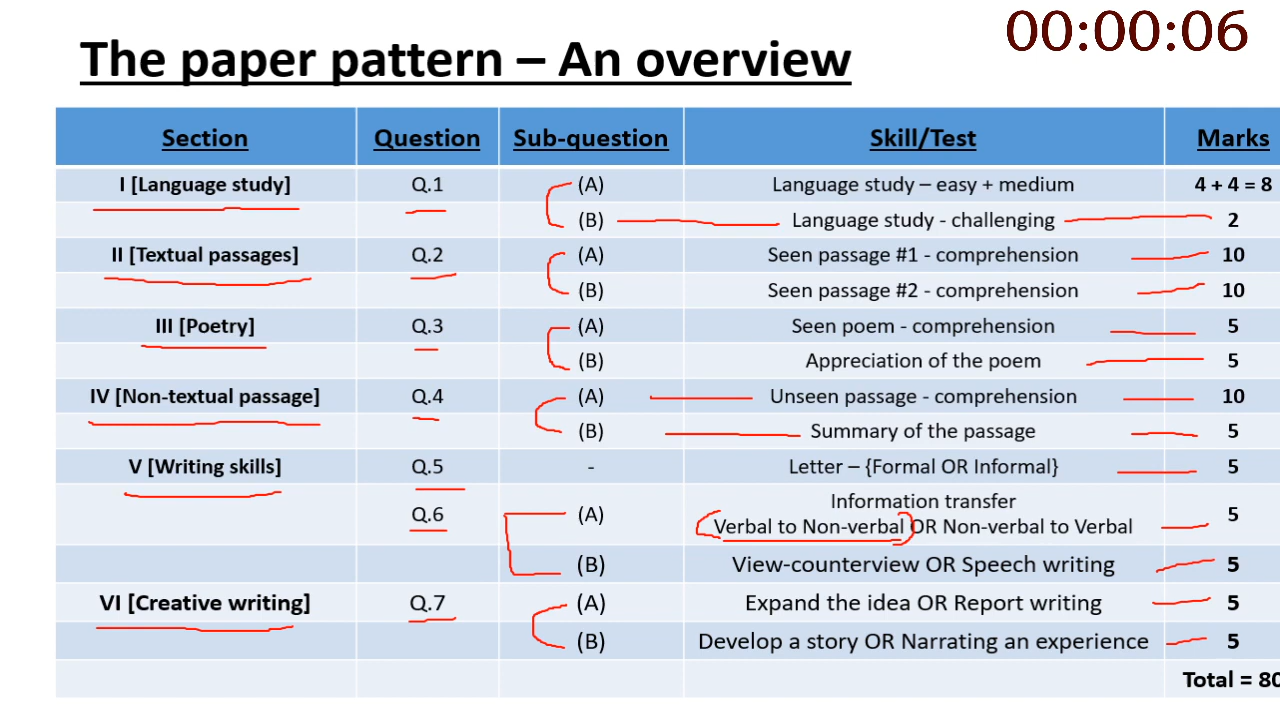 00:00:06
The paper pattern – An overview
Section Question Sub-question Skill/Test Marks
I [Language study] Q.1 (A) Language study – easy + medium 4 + 4 = 8
(B) Language study - challenging 2
II [Textual passages] Q.2 (A) Seen passage #1 - comprehension 10
(B) Seen passage #2 - comprehension 10
III [Poetry] Q.3 (A) Seen poem - comprehension 5
(B) Appreciation of the poem 5
IV [Non-textual passage] Q.4 (A) Unseen passage - comprehension 10
(B) Summary of the passage 5
V [Writing skills] Q.5 - Letter – {Formal OR Informal} 5
Q.6 (A) Information transfer
Verbal to Non-verbal OR Non-verbal to Verbal 5
(B) View-counterview OR Speech writing 5
VI [Creative writing] Q.7 (A) Expand the idea OR Report writing 5
(B) Develop a story OR Narrating an experience 5
Total = 80